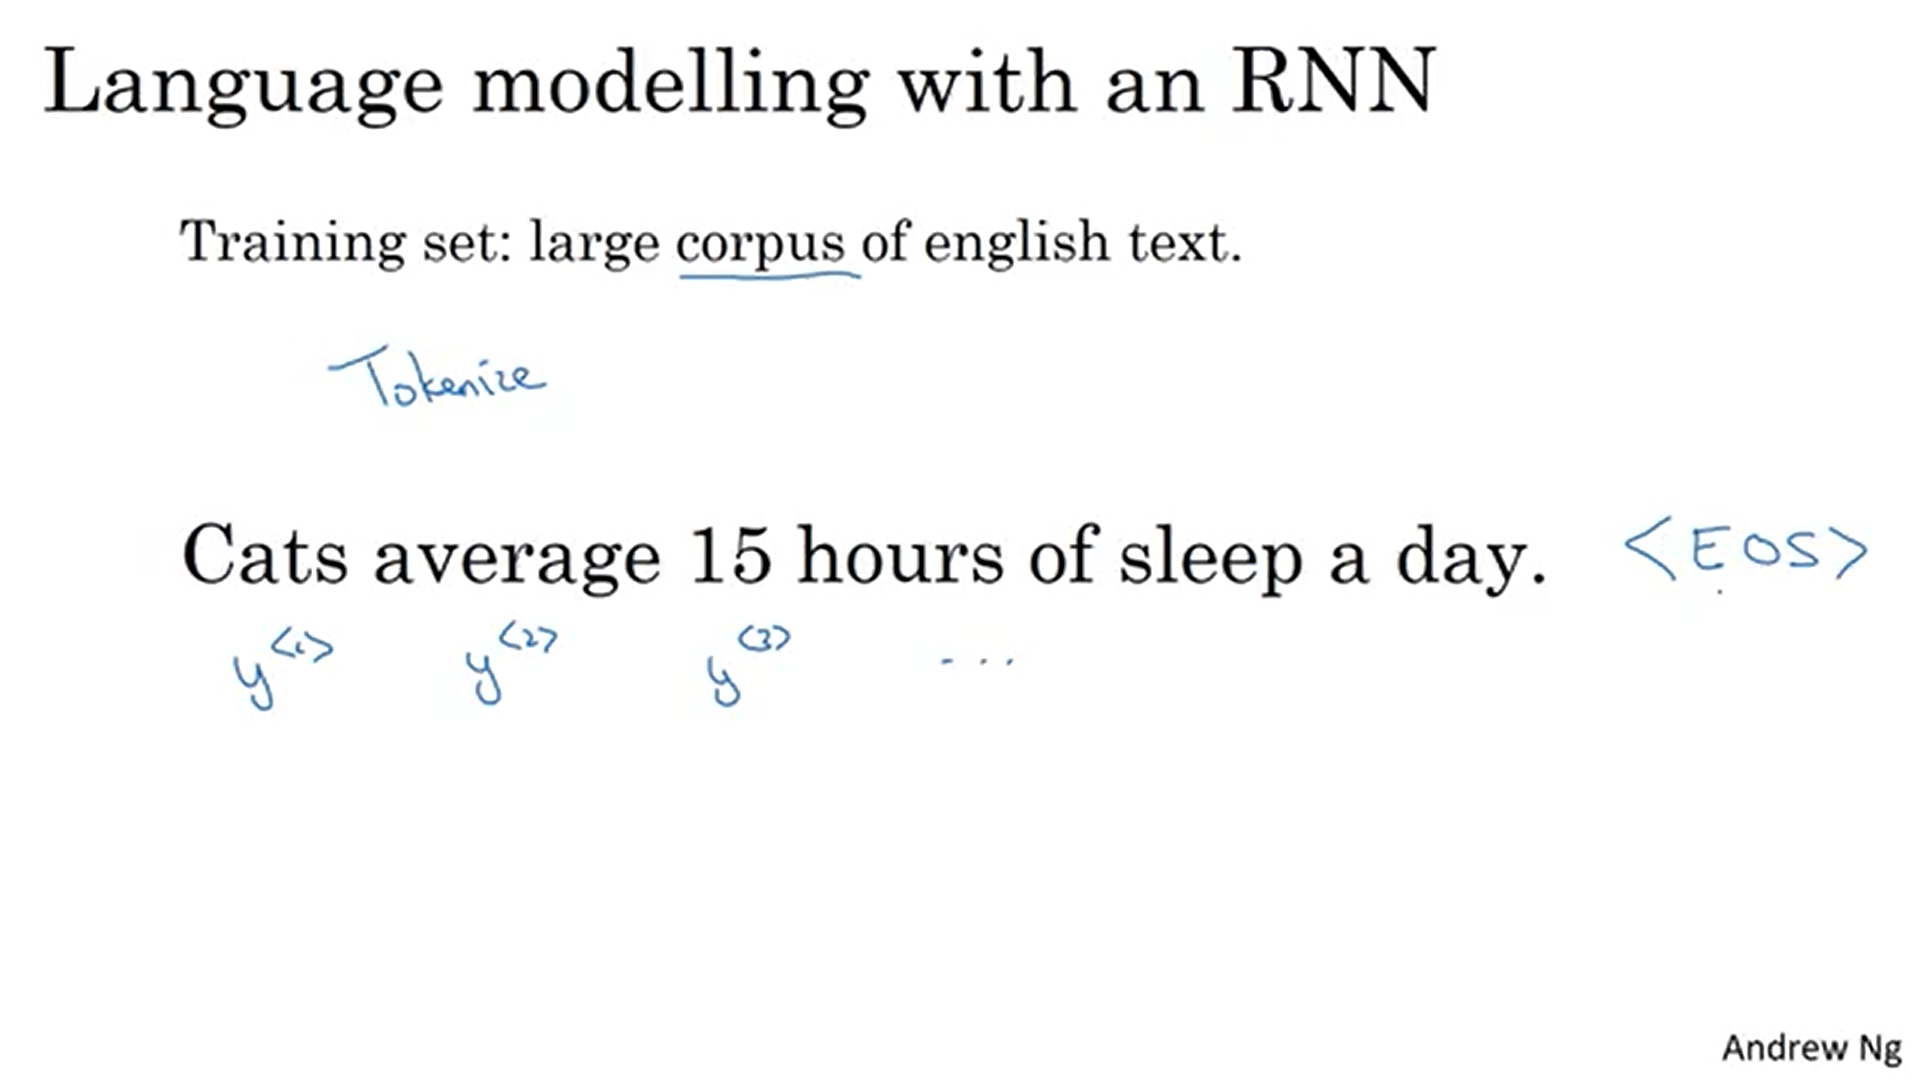 Language modelling with an RNN
Training set: large corpus of english text.
Tokenize
Cats average 15 hours of sleep a day. <EOS>
y<1> y<2> y<3> ...
Andrew Ng